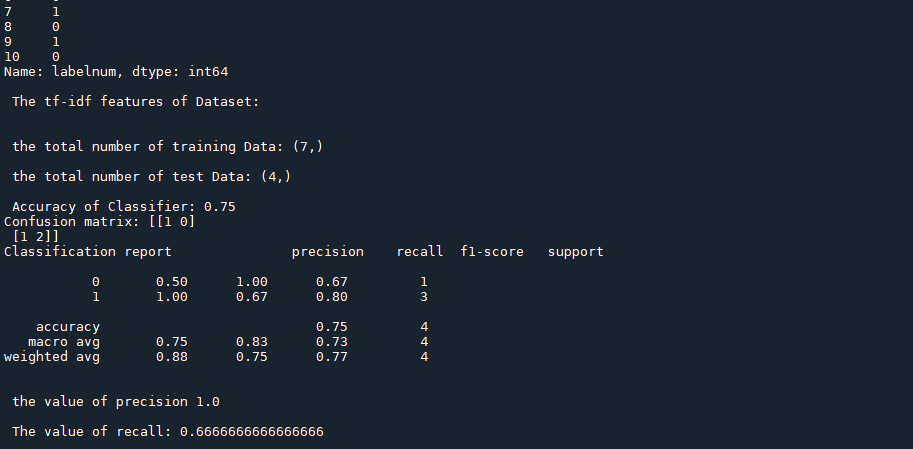 7     1
8     0
9     1
10    0
Name: labelnum, dtype: int64
The tf-idf features of Dataset:
the total number of training Data: (7,)
the total number of test Data: (4,)
Accuracy of Classifier: 0.75
Confusion matrix: [[1 0]
[1 2]]
Classification report               precision    recall  f1-score   support
0       0.50      1.00      0.67         1
1       1.00      0.67      0.80         3
accuracy                           0.75         4
macro avg       0.75      0.83      0.73         4
weighted avg       0.88      0.75      0.77         4
the value of precision 1.0
The value of recall: 0.6666666666666666